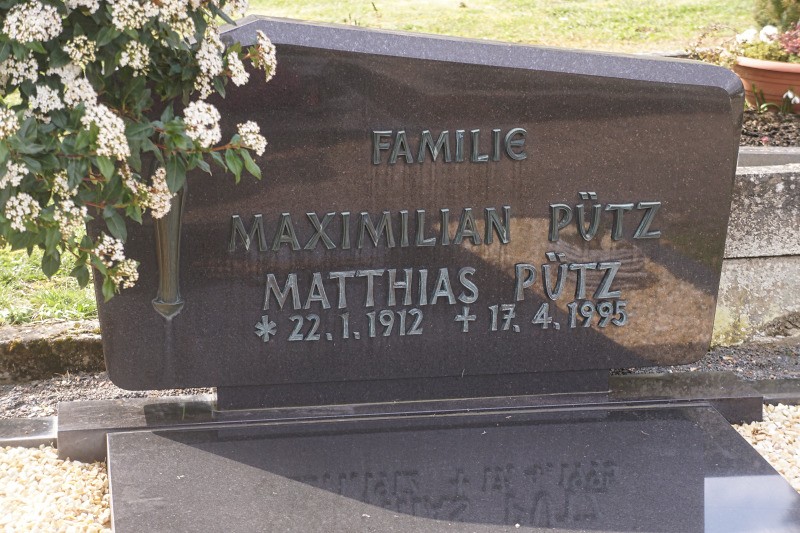 FAMILIE
MAXIMILIAN PÜTZ
MATTHIAS PÜTZ
* 22.1.1912 + 17.4.1995